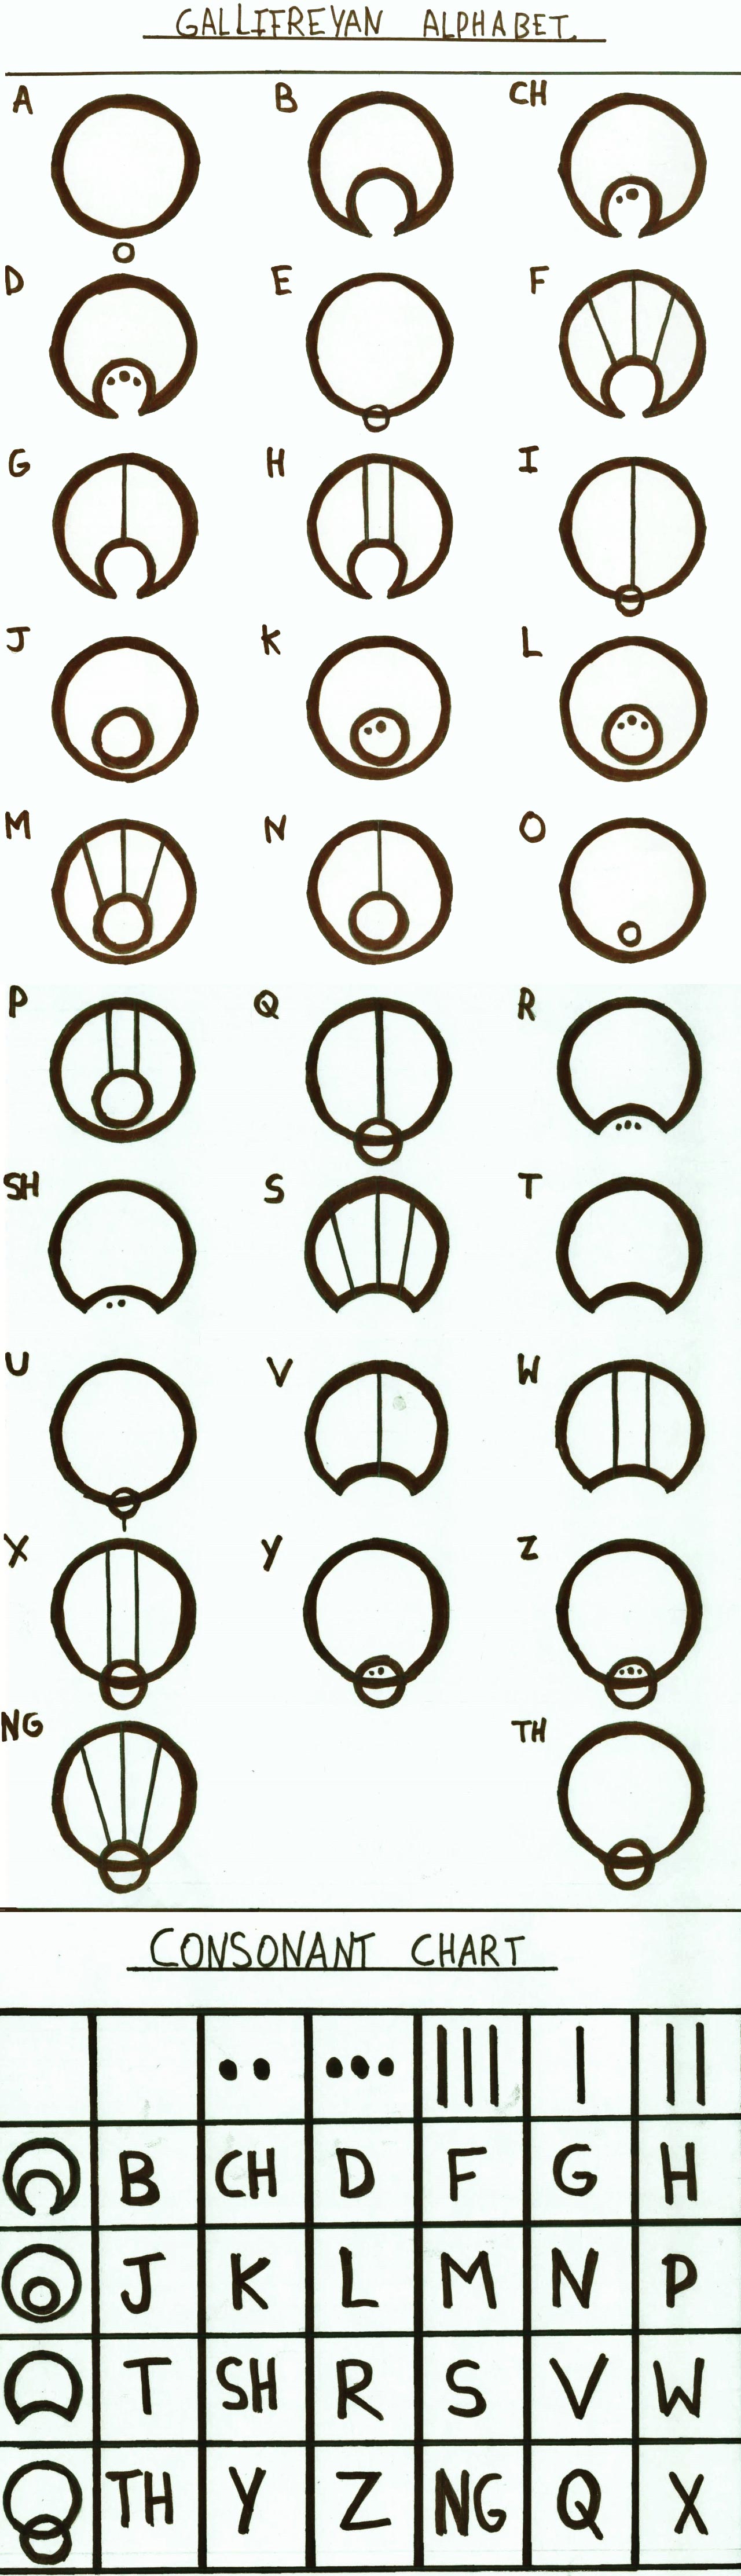 GALLIFREYAN ALPHABET.
A B CH
D E F
G H I
J K L
M N O
P Q R
SH S T
U V W
X Y Z
NG TH
CONSONANT CHART
B CH D F G H
J K L M N P
T SH R S V W
TH Y Z NG Q X